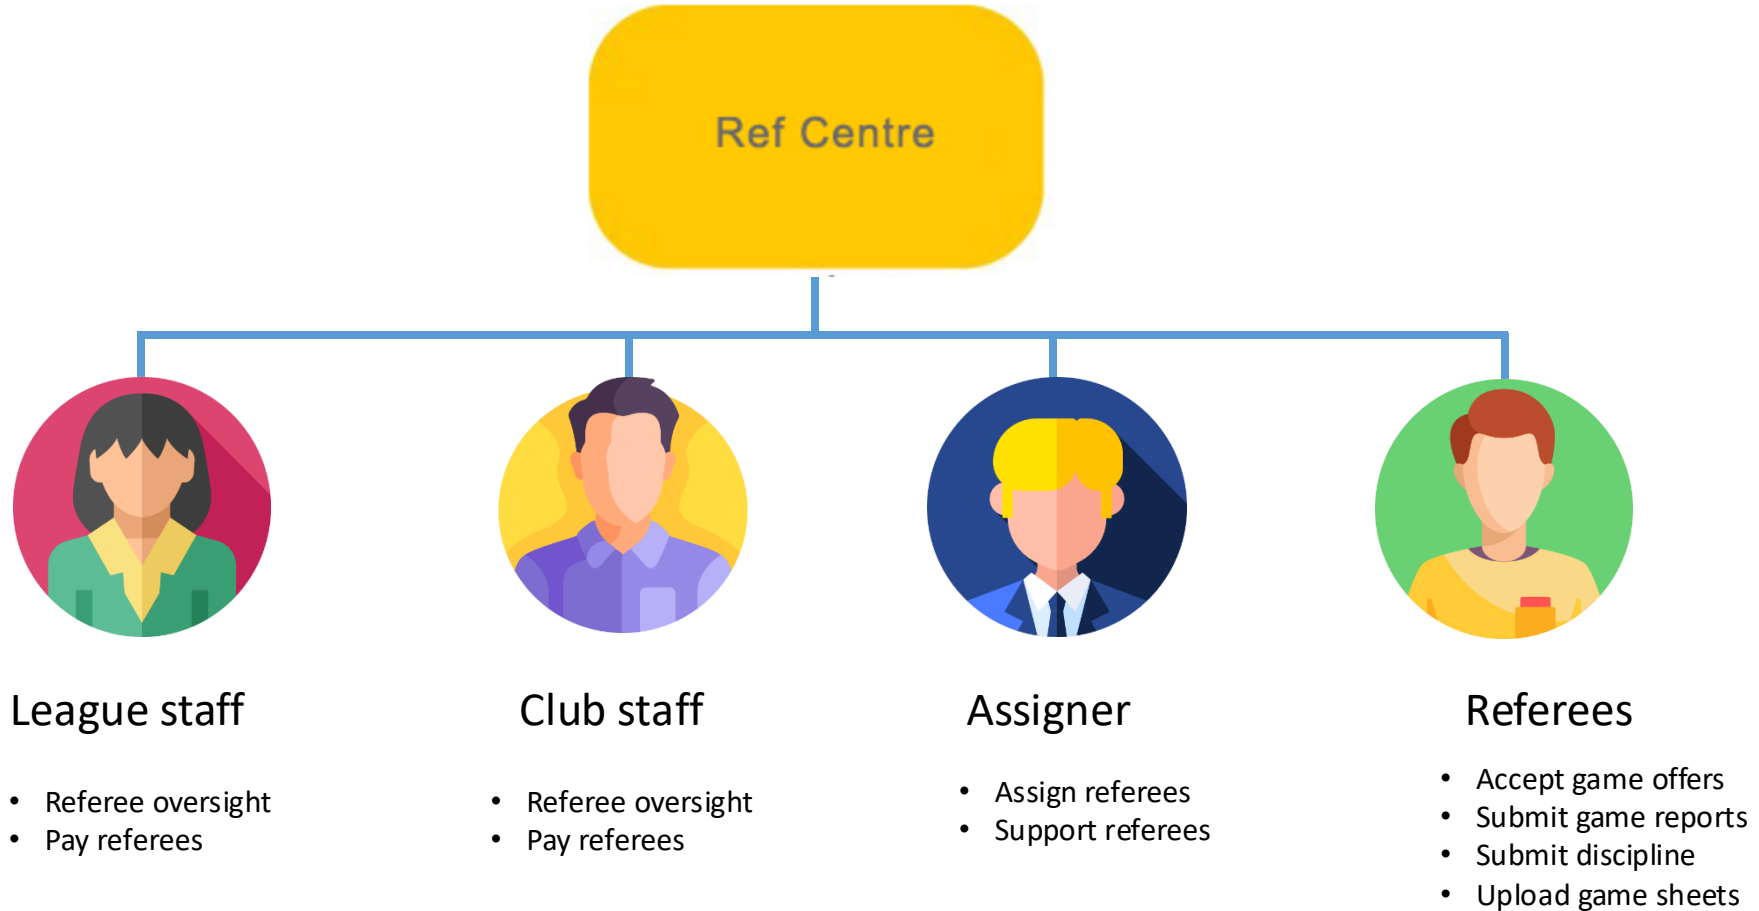 Ref Centre
League staff
• Referee oversight
• Pay referees
Club staff
• Referee oversight
• Pay referees
Assigner
• Assign referees
• Support referees
Referees
• Accept game offers
• Submit game reports
• Submit discipline
• Upload game sheets